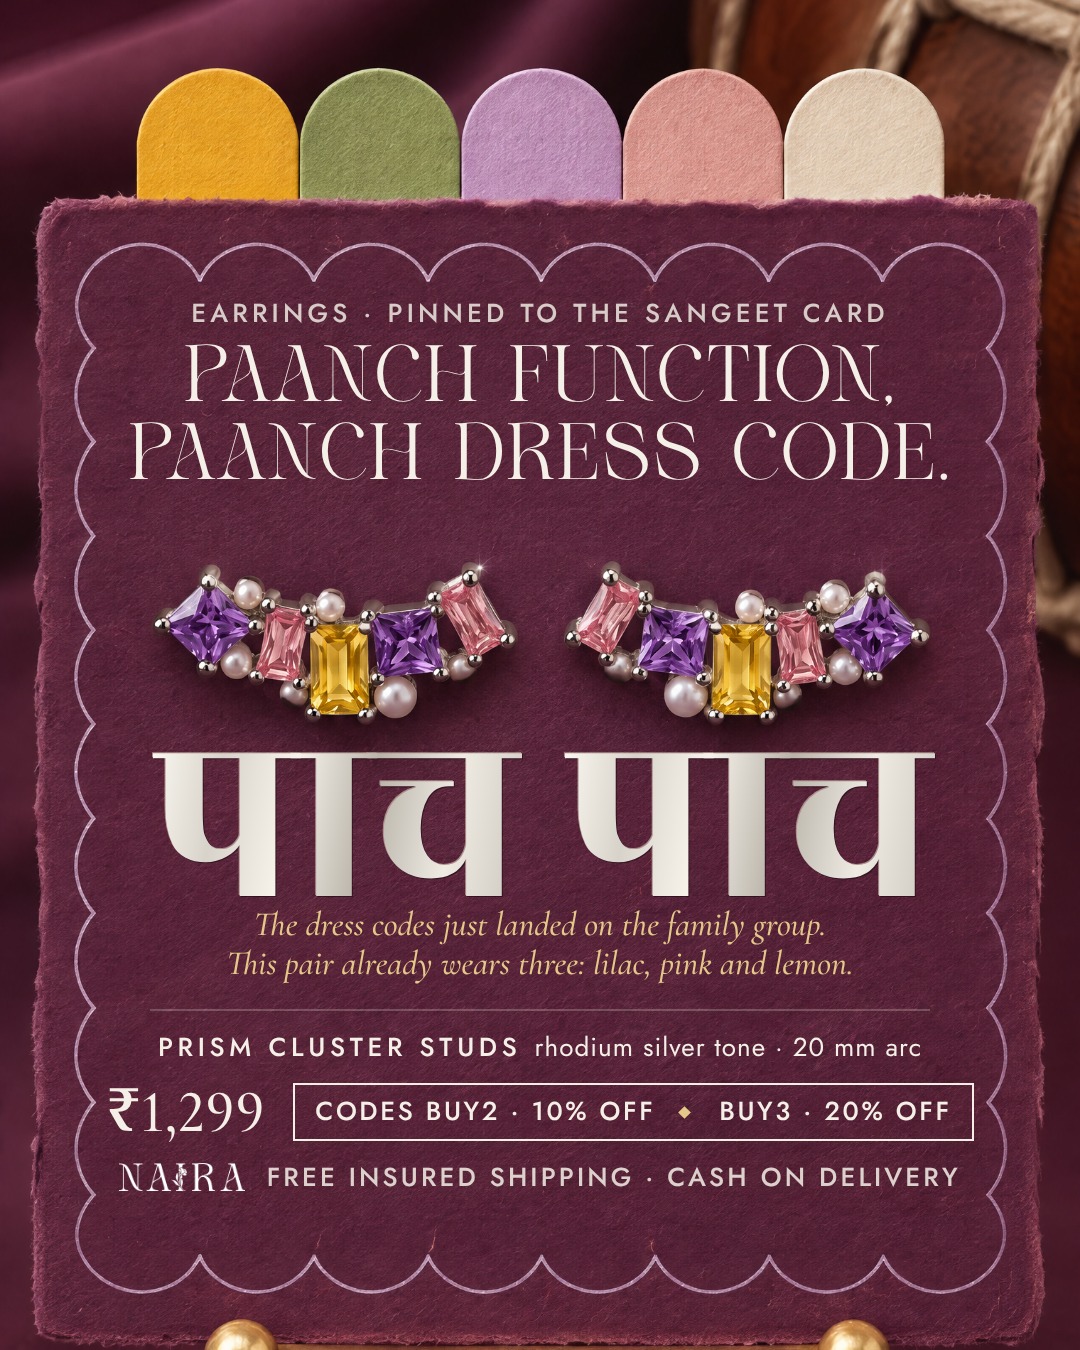 EARRINGS · PINNED TO THE SANGEET CARD
PAANCH FUNCTION,
PAANCH DRESS CODE.
पाच पाच
The dress codes just landed on the family group.
This pair already wears three: lilac, pink and lemon.
PRISM CLUSTER STUDS rhodium silver tone · 20 mm arc
₹1,299 CODES BUY2 · 10% OFF ◆ BUY3 · 20% OFF
NAIRA FREE INSURED SHIPPING · CASH ON DELIVERY